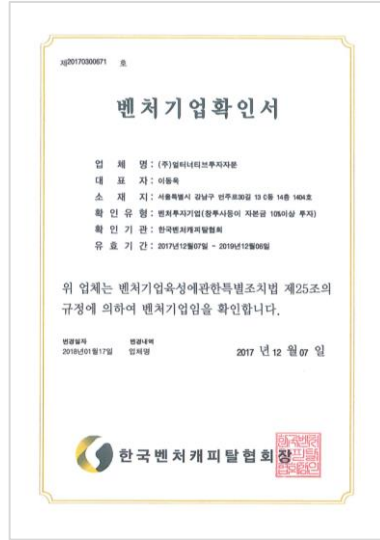 제20170300671 호
벤처기업확인서
업 체 명 : (주)얼터너티브투자자문
대 표 자 : 이동욱
소 재 지 : 서울특별시 강남구 언주로30길 13 C동 14층 1404호
확 인 유 형 : 벤처투자기업(창투사등이 자본금 10%이상 투자)
확 인 기 관 : 한국벤처캐피탈협회
유 효 기 간 : 2017년12월07일 ~ 2019년12월06일
위 업체는 벤처기업육성에관한특별조치법 제25조의
규정에 의하여 벤처기업임을 확인합니다.
변경일자 변경내역
2018년01월17일 업체명
2017 년 12 월 07 일
한국벤처캐피탈협회장